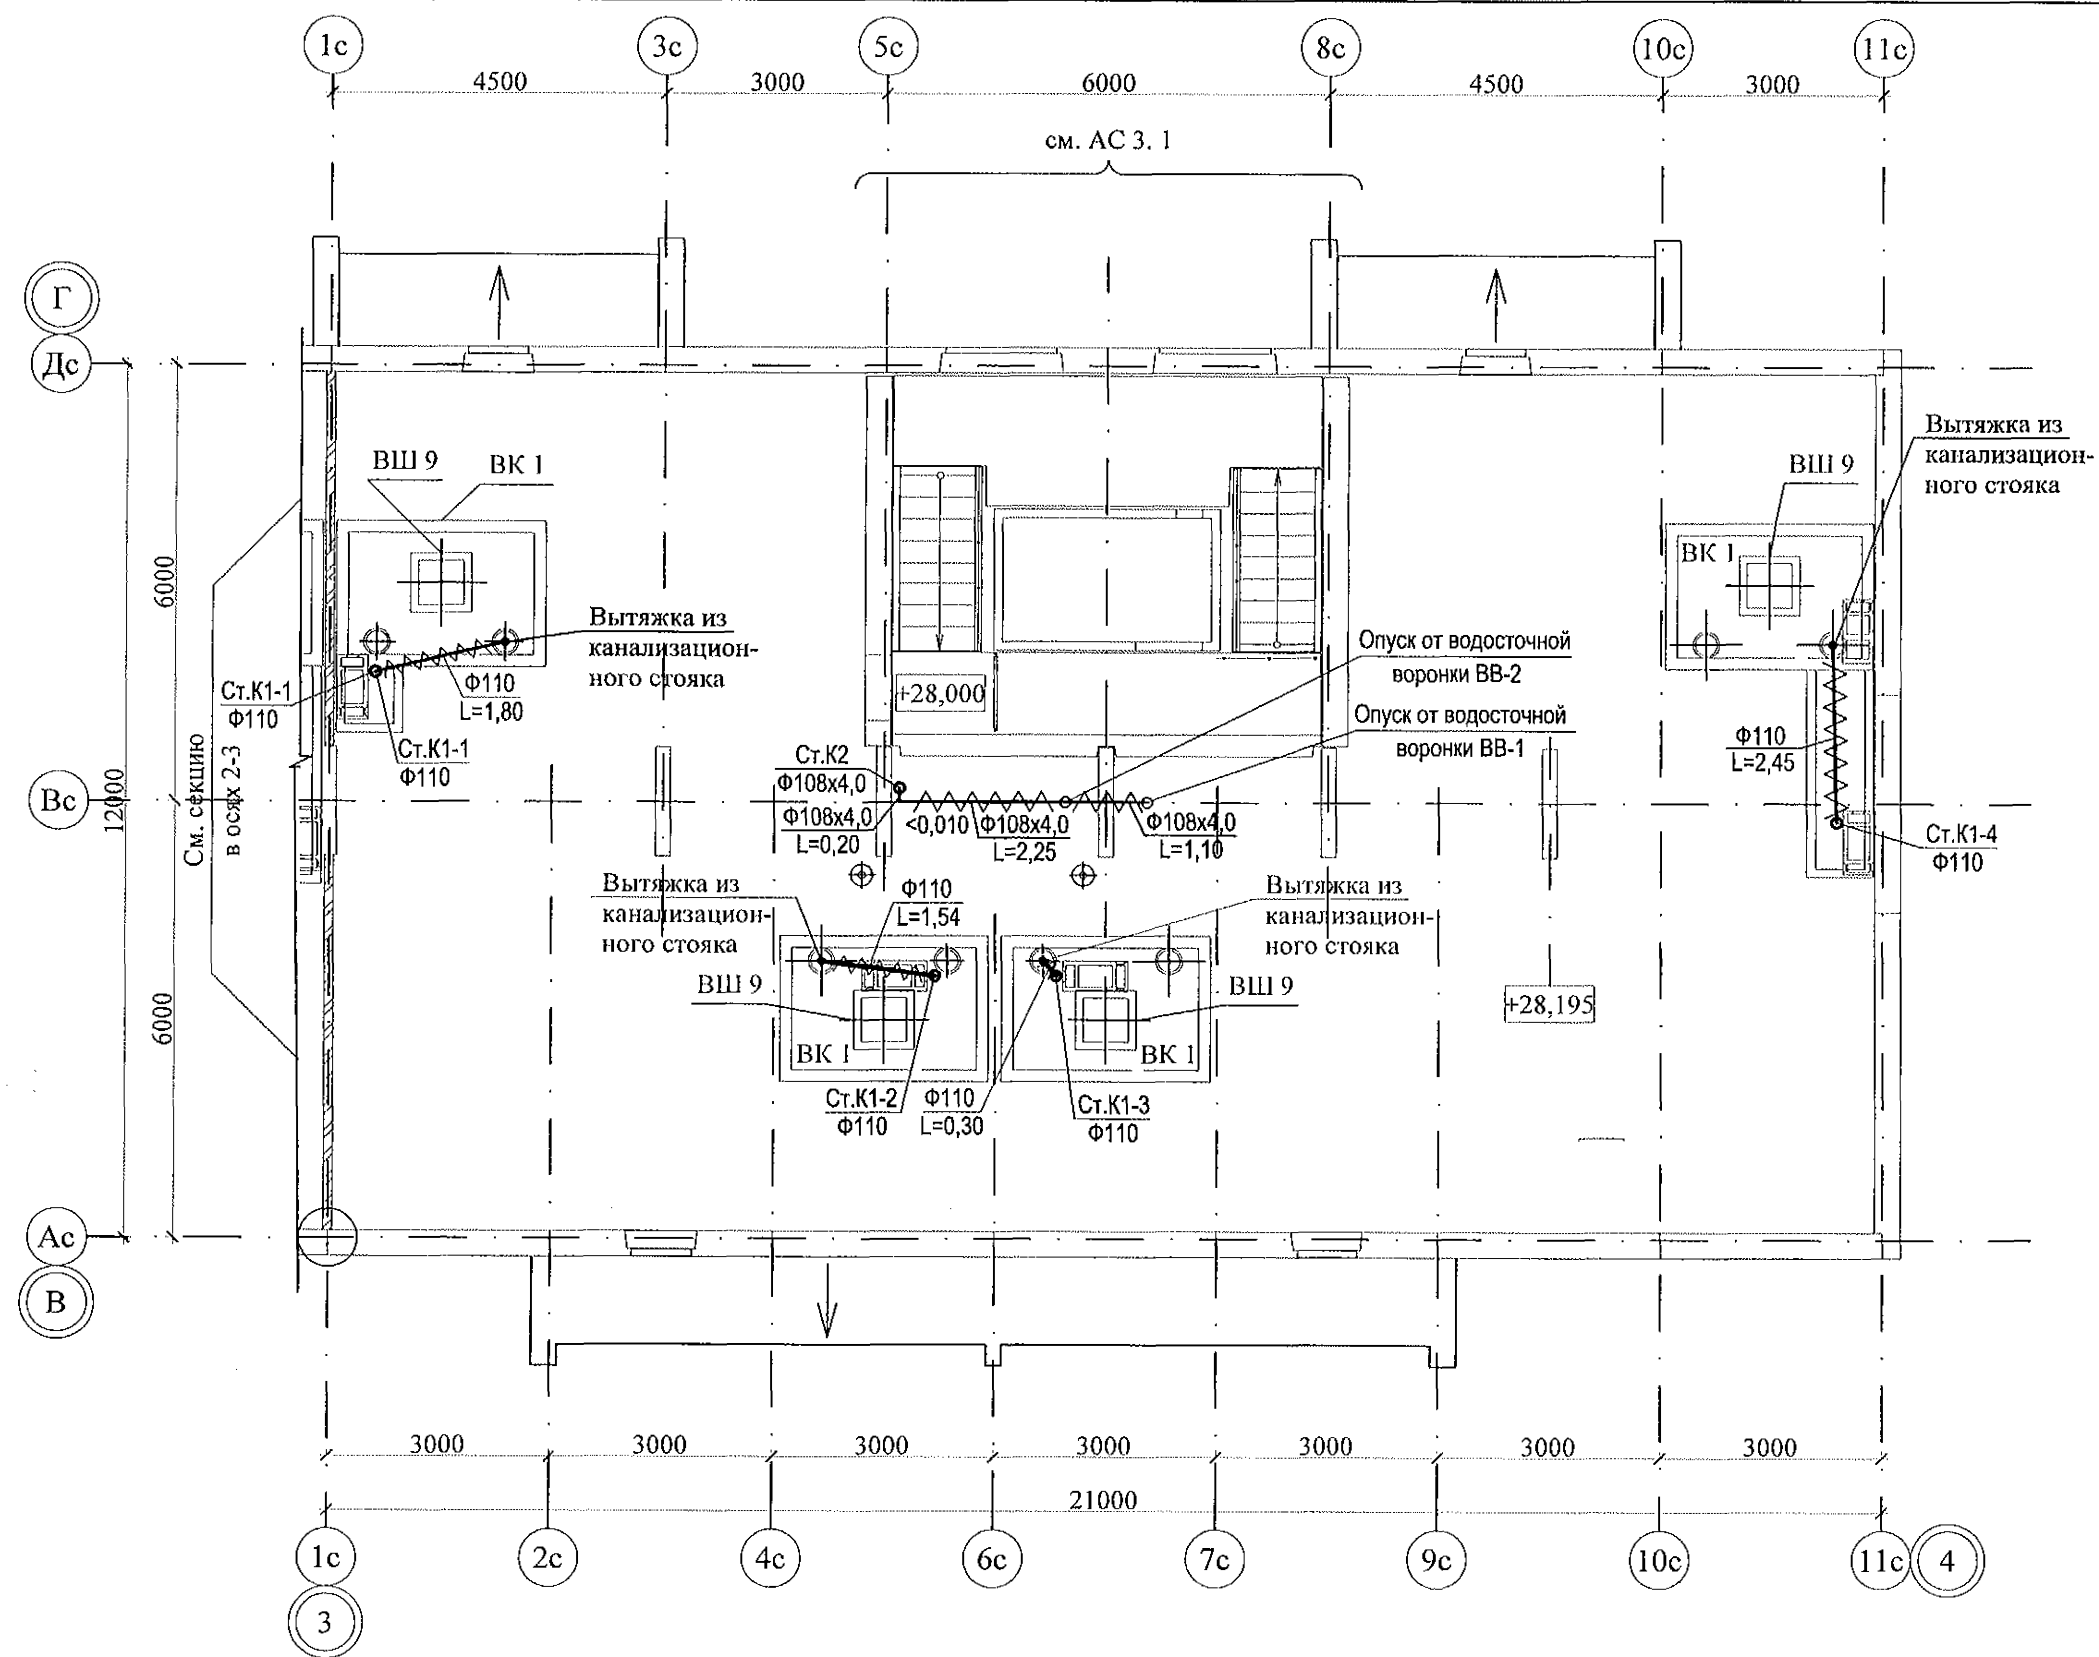 1с
3с
5с
8с
10с
11с
4500
3000
6000
4500
3000
см. АС 3. 1
Г
Дс
Вс
Ас
В
12000
6000
6000
См. секцию
в осях 2-3
ВШ 9
ВК 1
Вытяжка из
канализацион-
ного стояка
Ст.К1-1
Ф110
Ф110
L=1,80
Ст.К1-1
Ф110
+28,000
Опуск от водосточной
воронки ВВ-2
Опуск от водосточной
воронки ВВ-1
ВШ 9
ВК 1
Вытяжка из
канализацион-
ного стояка
Ф110
L=2,45
Ст.К1-4
Ф110
Ст.К2
Ф108х4,0
Ф108х4,0
L=0,20
<0,010
Ф108х4,0
L=2,25
Ф108х4,0
L=1,10
Вытяжка из
канализацион-
ного стояка
Ф110
L=1,54
ВШ 9
ВК 1
Ст.К1-2
Ф110
Вытяжка из
канализацион-
ного стояка
ВШ 9
ВК 1
Ф110
L=0,30
Ст.К1-3
Ф110
+28,195
3000
3000
3000
3000
3000
3000
3000
21000
1с
2с
4с
6с
7с
9с
10с
11с
4
3